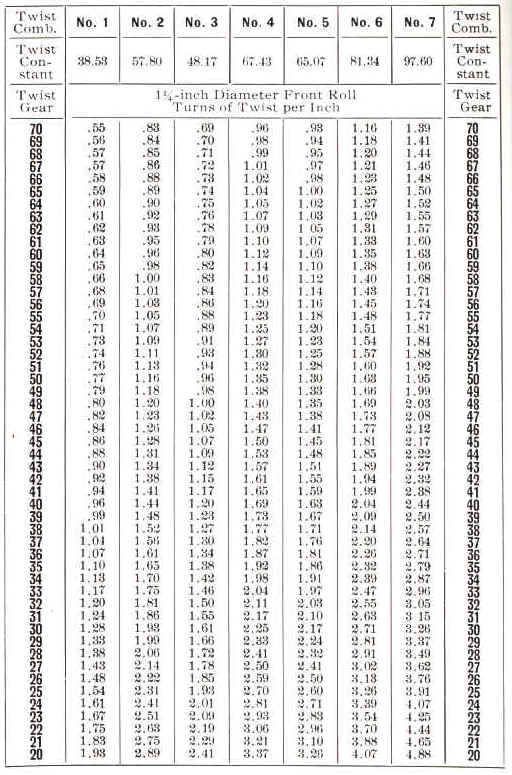 Twist Comb. No. 1 No. 2 No. 3 No. 4 No. 5 No. 6 No. 7 Twist Comb.
Twist Constant 38.53 57.80 48.17 67.43 65.07 81.34 97.60 Twist Constant
Twist Gear 1¼-inch Diameter Front Roll Twist Gear
Turns of Twist per Inch
70 .55 .83 .69 .96 .93 1.16 1.39 70
69 .56 .84 .70 .98 .94 1.18 1.41 69
68 .57 .85 .71 .99 .95 1.20 1.44 68
67 .57 .86 .72 1.01 .97 1.21 1.46 67
66 .58 .88 .73 1.02 .98 1.23 1.48 66
65 .59 .89 .74 1.04 1.00 1.25 1.50 65
64 .60 .90 .75 1.05 1.02 1.27 1.52 64
63 .61 .92 .76 1.07 1.03 1.29 1.55 63
62 .62 .93 .78 1.09 1 05 1.31 1.57 62
61 .63 .95 .79 1.10 1.07 1.33 1.60 61
60 .64 .96 .80 1.12 1.09 1.35 1.63 60
59 .65 .98 .82 1.14 1.10 1.38 1.66 59
58 .66 1.00 .83 1.16 1.12 1.40 1.68 58
57 .68 1.01 .84 1.18 1.14 1.43 1.71 57
56 .69 1.03 .86 1.20 1.16 1.45 1.74 56
55 .70 1.05 .88 1.23 1.18 1.48 1.77 55
54 .71 1.07 .89 1.25 1.20 1.51 1.81 54
53 .73 1.09 .91 1.27 1.23 1.54 1.84 53
52 .74 1.11 .93 1.30 1.25 1.57 1.88 52
51 .76 1.13 .94 1.32 1.28 1.60 1.92 51
50 .77 1.16 .96 1.35 1.30 1.63 1.95 50
49 .79 1.18 .98 1.38 1.33 1.66 1.99 49
48 .80 1.20 1.00 1.40 1.35 1.69 2.03 48
47 .82 1.23 1.02 1.43 1.38 1.73 2.08 47
46 .84 1.26 1.05 1.47 1.41 1.77 2.12 46
45 .86 1.28 1.07 1.50 1.45 1.81 2.17 45
44 .88 1.31 1.09 1.53 1.48 1.85 2.22 44
43 .90 1.34 1.12 1.57 1.51 1.89 2.27 43
42 .92 1.38 1.15 1.61 1.55 1.94 2.32 42
41 .94 1.41 1.17 1.65 1.59 1.99 2.38 41
40 .96 1.44 1.20 1.69 1.63 2.04 2.44 40
39 .99 1.48 1.23 1.73 1.67 2.09 2.50 39
38 1.01 1.52 1.27 1.77 1.71 2.14 2.57 38
37 1.04 1.56 1.30 1.82 1.76 2.20 2.64 37
36 1.07 1.61 1.34 1.87 1.81 2.26 2.71 36
35 1.10 1.65 1.38 1.92 1.86 2.32 2.79 35
34 1.13 1.70 1.42 1.98 1.91 2.39 2.87 34
33 1.17 1.75 1.46 2.04 1.97 2.47 2.96 33
32 1.20 1.81 1.50 2.11 2.03 2.55 3.05 32
31 1.24 1.86 1.55 2.17 2.10 2.63 3 15 31
30 1.28 1.93 1.61 2.25 2.17 2.71 3.26 30
29 1.33 1.99 1.66 2.33 2.24 2.81 3.37 29
28 1.38 2.06 1.72 2.41 2.32 2.91 3.49 28
27 1.43 2.14 1.78 2.50 2.41 3.02 3.62 27
26 1.48 2.22 1.85 2.59 2.50 3.13 3.76 26
25 1.54 2.31 1.93 2.70 2.60 3.26 3.91 25
24 1.61 2.41 2.01 2.81 2.71 3.39 4.07 24
23 1.67 2.51 2.09 2.93 2.83 3.54 4.25 23
22 1.75 2.63 2.19 3.06 2.96 3.70 4.44 22
21 1.83 2.75 2.29 3.21 3.10 3.88 4.65 21
20 1.93 2.89 2.41 3.37 3.26 4.07 4.88 20